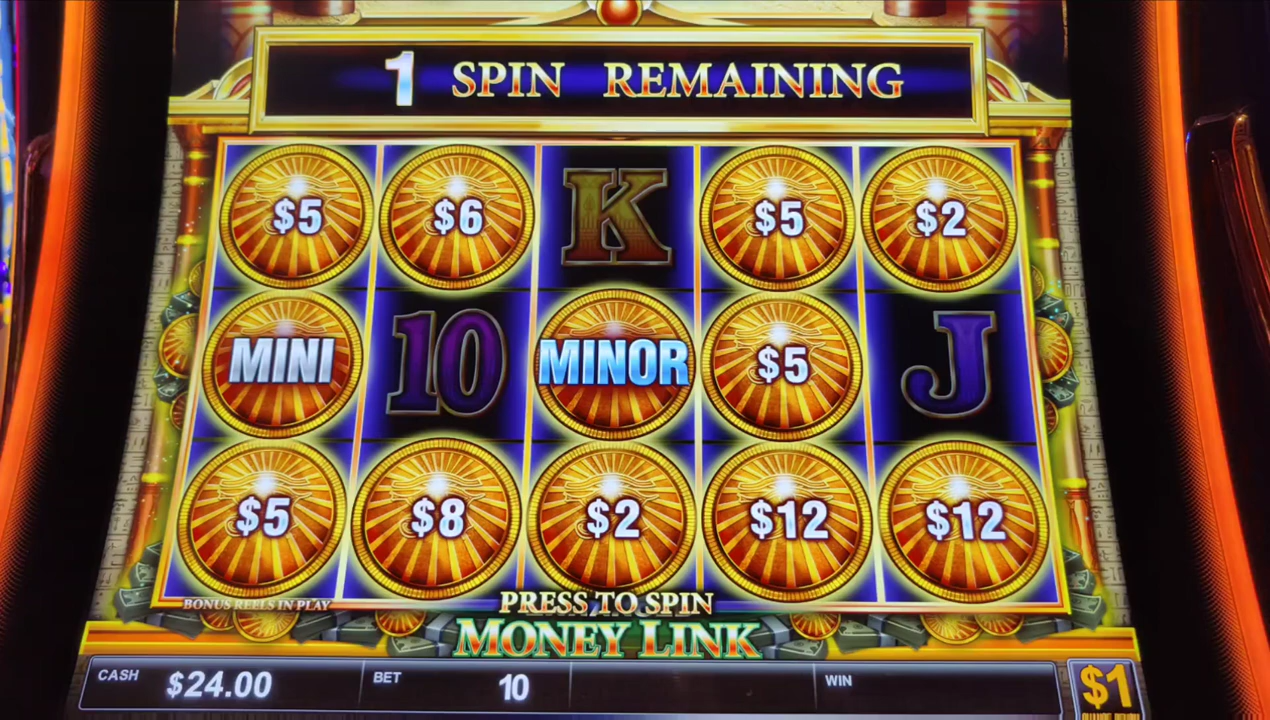 1 SPIN REMAINING
$5 $6 K $5 $2
MINI 10 MINOR $5 J
$5 $8 $2 $12 $12
BONUS REELS IN PLAY
PRESS TO SPIN
MONEY LINK
CASH $24.00 BET 10 WIN
$1